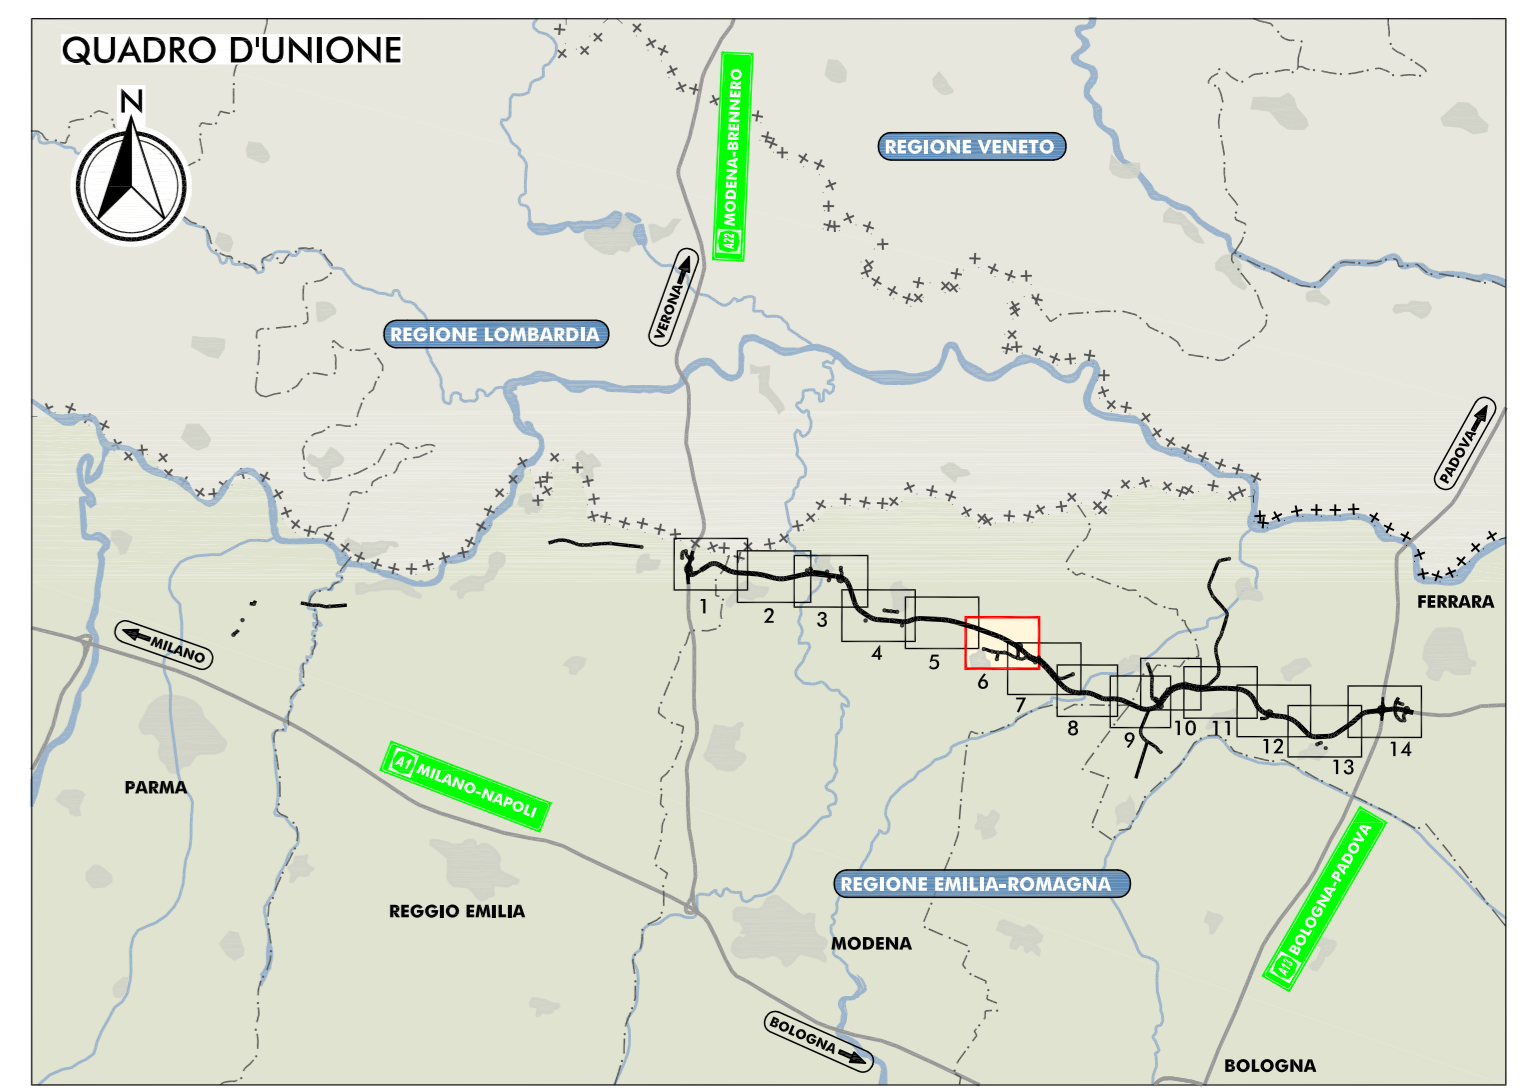 QUADRO D'UNIONE
N
A22 MODENA-BRENNERO
REGIONE VENETO
VERONA
REGIONE LOMBARDIA
PADOVA
FERRARA
MILANO
1
2
3
4
5
6
7
8
9
10
11
12
13
14
PARMA
A1 MILANO-NAPOLI
REGIONE EMILIA-ROMAGNA
A13 BOLOGNA-PADOVA
REGGIO EMILIA
MODENA
BOLOGNA
BOLOGNA